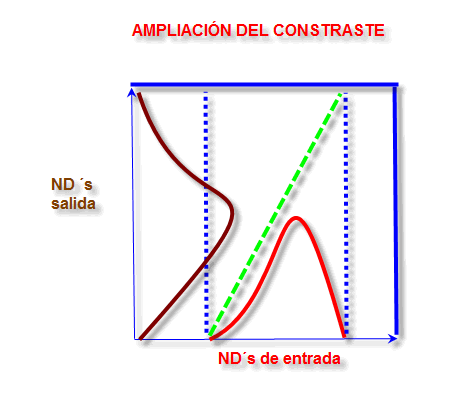 AMPLIACIÓN DEL CONSTRASTE
ND ´s
salida
ND´s de entrada